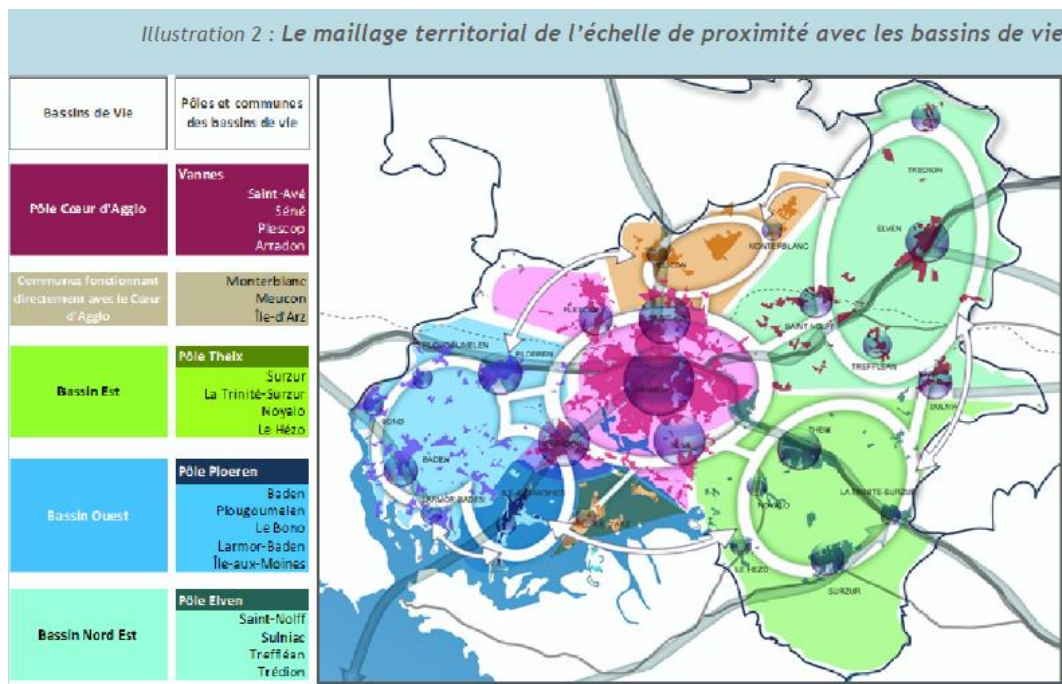 Illustration 2 : Le maillage territorial de l'échelle de proximité avec les bassins de vie
Bassins de Vie
Pôles et communes
des bassins de vie
Pôle Cœur d'Agglo
Vannes
Saint-Avé
Séné
Plescop
Arradon
Communes fonctionnant
directement avec le Cœur
d'Agglo
Monterblanc
Meucon
Île-d'Arz
Bassin Est
Pôle Theix
Surzur
La Trinité-Surzur
Noyalo
Le Hézo
Bassin Ouest
Pôle Ploeren
Baden
Plougoumelen
Le Bono
Larmor-Baden
Île-aux-Moines
Bassin Nord Est
Pôle Elven
Saint-Nolff
Sulniac
Treffléan
Trédion
TREDION
ELVEN
MONTERBLANC
SAINT-NOLFF
TREFFLEAN
SULNIAC
PLOUGOUMELEN
PLOEREN
BONO
BADEN
LARMOR-BADEN
ILE-AUX-MOINES
THEIX
LA TRINITE-SURZUR
NOYALO
LE HEZO
SURZUR